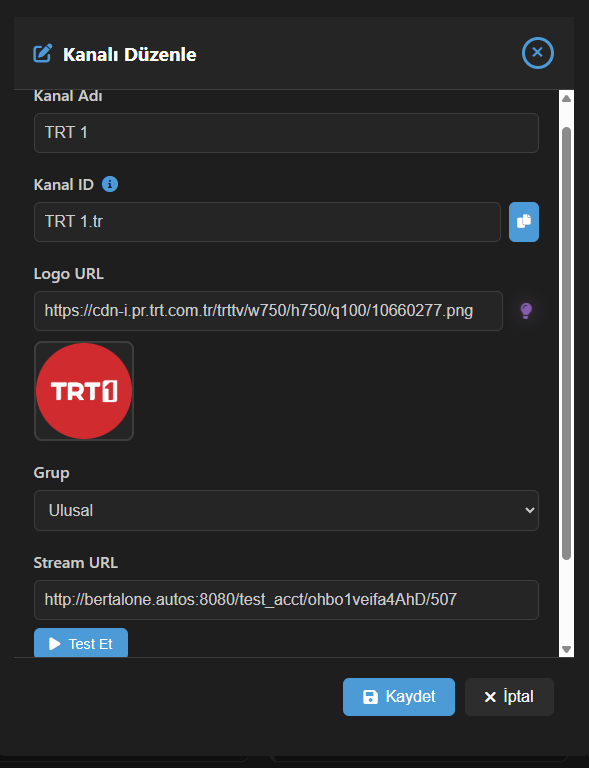 Kanalı Düzenle
Kanal Adı
TRT 1
Kanal ID
TRT 1.tr
Logo URL
https://cdn-i.pr.trt.com.tr/trttv/w750/h750/q100/10660277.png
TRT1
Grup
Ulusal
Stream URL
http://bertalone.autos:8080/test_acct/ohbo1veifa4AhD/507
Test Et
Kaydet
İptal